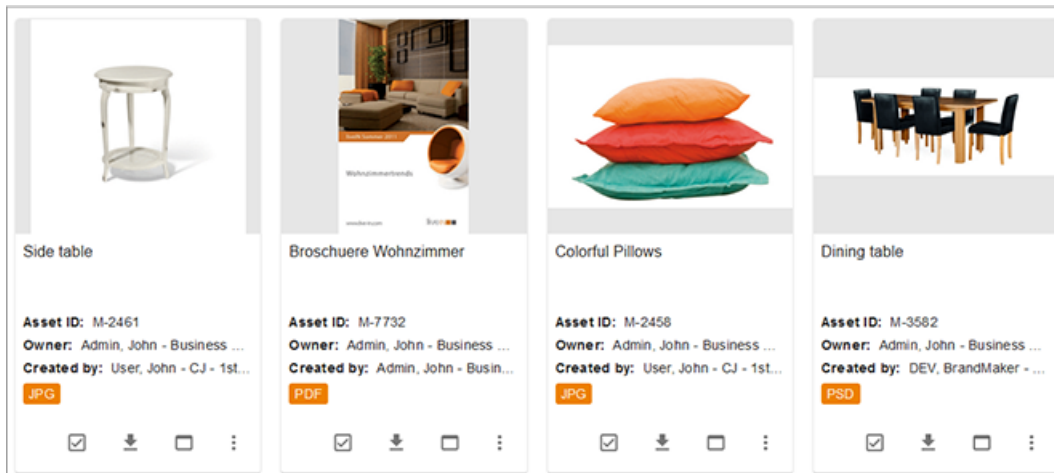 Wohnzimmertrends
Side table
Asset ID: M-2461
Owner: Admin, John - Business ...
Created by: User, John - CJ - 1st...
JPG
Broschuere Wohnzimmer
Asset ID: M-7732
Owner: Admin, John - Business ...
Created by: Admin, John - Busin...
PDF
Colorful Pillows
Asset ID: M-2458
Owner: Admin, John - Business ...
Created by: User, John - CJ - 1st...
JPG
Dining table
Asset ID: M-3582
Owner: Admin, John - Business ...
Created by: DEV, BrandMaker - ...
PSD